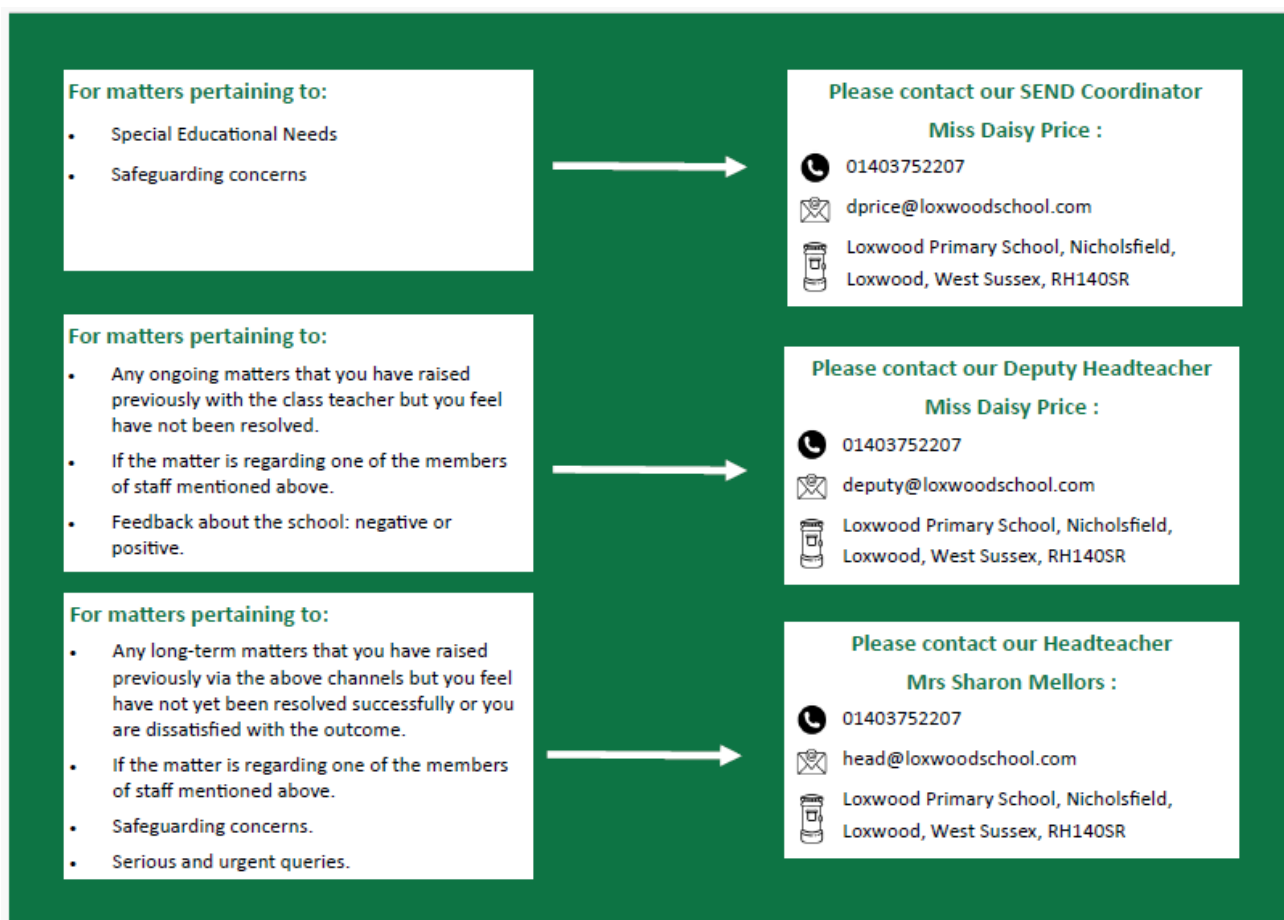 For matters pertaining to:
• Special Educational Needs
• Safeguarding concerns
Please contact our SEND Coordinator
Miss Daisy Price :
01403752207
dprice@loxwoodschool.com
Loxwood Primary School, Nicholsfield,
Loxwood, West Sussex, RH140SR
For matters pertaining to:
• Any ongoing matters that you have raised
previously with the class teacher but you feel
have not been resolved.
• If the matter is regarding one of the members
of staff mentioned above.
• Feedback about the school: negative or
positive.
Please contact our Deputy Headteacher
Miss Daisy Price :
01403752207
deputy@loxwoodschool.com
Loxwood Primary School, Nicholsfield,
Loxwood, West Sussex, RH140SR
For matters pertaining to:
• Any long-term matters that you have raised
previously via the above channels but you feel
have not yet been resolved successfully or you
are dissatisfied with the outcome.
• If the matter is regarding one of the members
of staff mentioned above.
• Safeguarding concerns.
• Serious and urgent queries.
Please contact our Headteacher
Mrs Sharon Mellors :
01403752207
head@loxwoodschool.com
Loxwood Primary School, Nicholsfield,
Loxwood, West Sussex, RH140SR